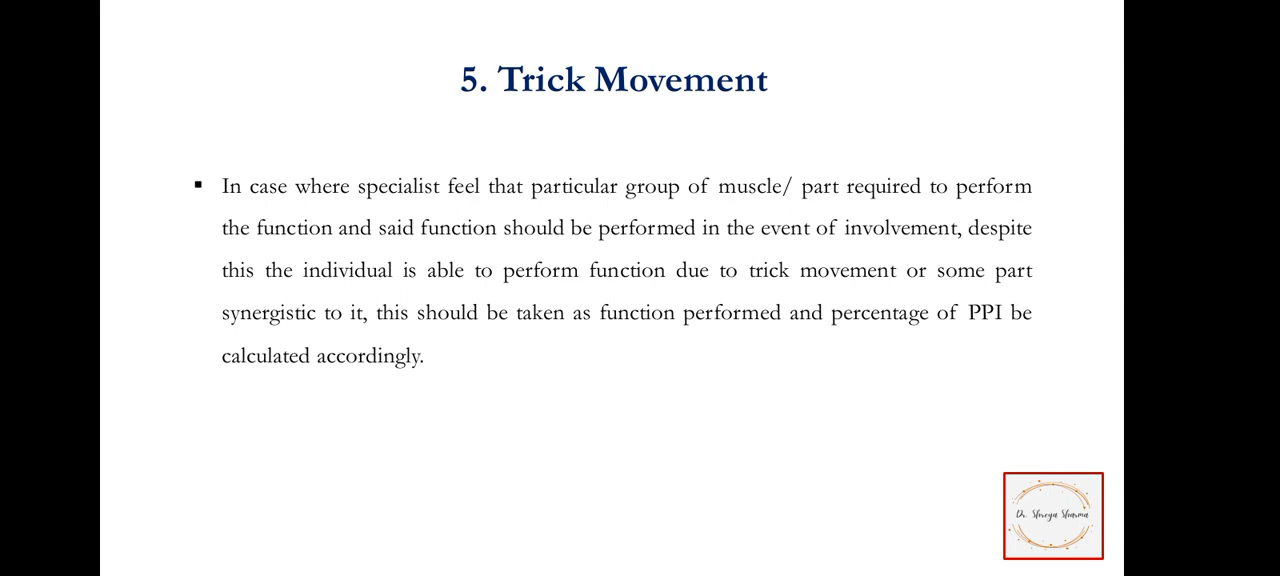 5. Trick Movement
▪ In case where specialist feel that particular group of muscle/ part required to perform
the function and said function should be performed in the event of involvement, despite
this the individual is able to perform function due to trick movement or some part
synergistic to it, this should be taken as function performed and percentage of PPI be
calculated accordingly.
Dr. Shreya Sharma